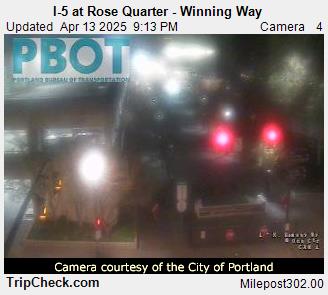 I-5 at Rose Quarter - Winning Way
Updated Apr 13 2025 9:13 PM Camera 4
PBOT
PORTLAND BUREAU OF TRANSPORTATION
Camera courtesy of the City of Portland
TripCheck.com Milepost302.00